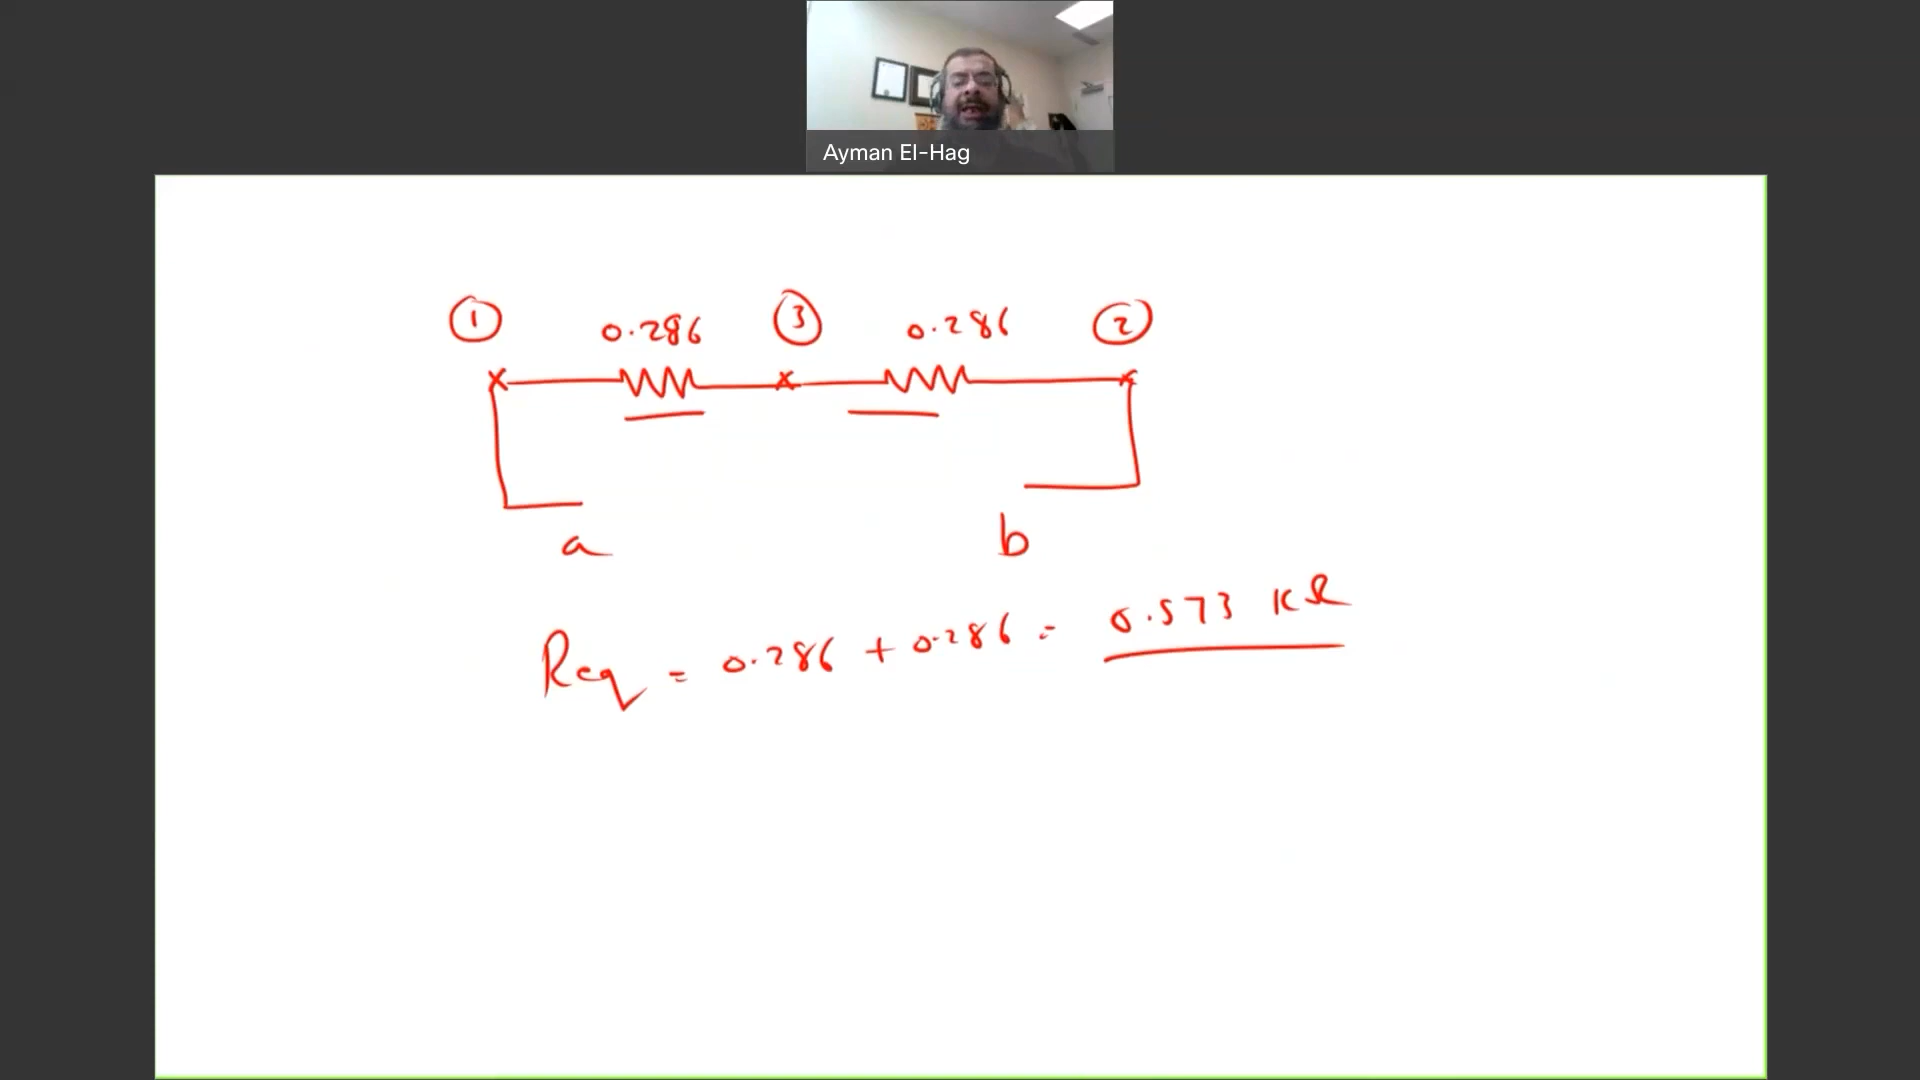 Ayman El-Hag
1 0.286 3 0.286 2
a b
Req = 0.286 + 0.286 = 0.573 KΩ